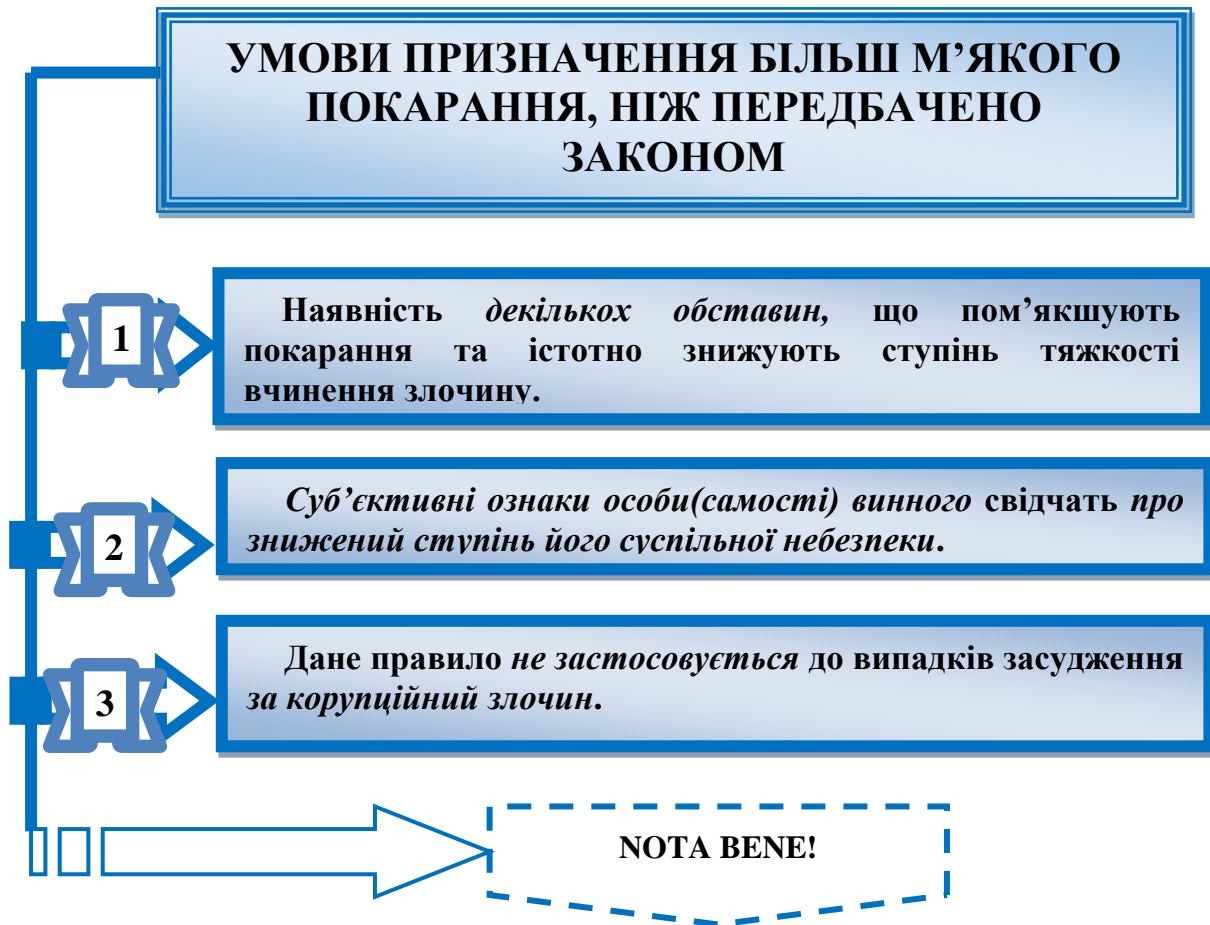 УМОВИ ПРИЗНАЧЕННЯ БІЛЬШ М’ЯКОГО
ПОКАРАННЯ, НІЖ ПЕРЕДБАЧЕНО
ЗАКОНОМ
1
Наявність декількох обставин, що пом’якшують
покарання та істотно знижують ступінь тяжкості
вчинення злочину.
2
Суб’єктивні ознаки особи(самості) винного свідчать про
знижений ступінь його суспільної небезпеки.
3
Дане правило не застосовується до випадків засудження
за корупційний злочин.
NOTA BENE!